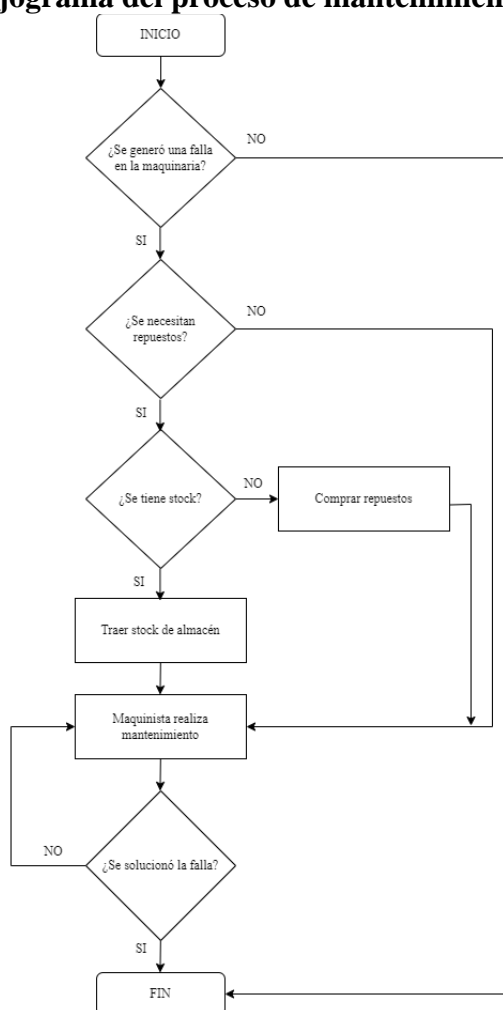 jograma del proceso de mantenimien
INICIO
¿Se generó una falla
en la maquinaria?
NO
SI
¿Se necesitan
repuestos?
NO
SI
¿Se tiene stock?
NO
Comprar repuestos
SI
Traer stock de almacén
Maquinista realiza
mantenimiento
NO
¿Se solucionó la falla?
SI
FIN